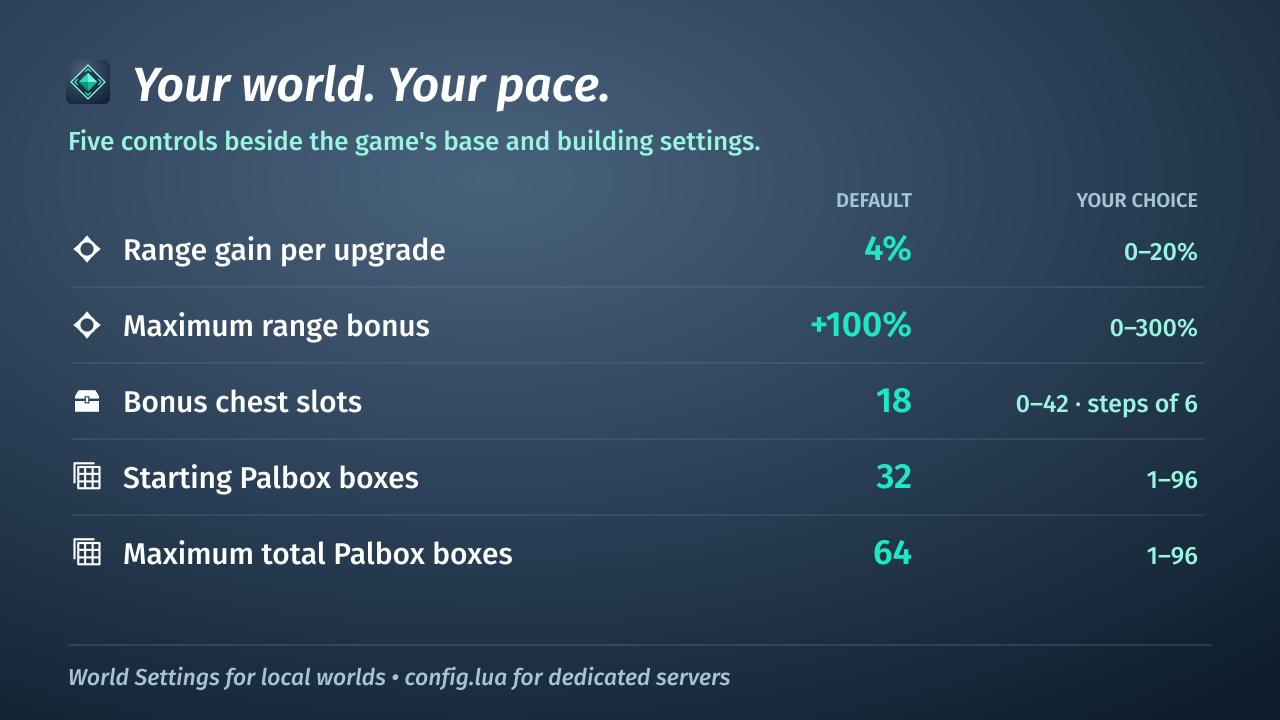 Your world. Your pace.
Five controls beside the game's base and building settings.
DEFAULT YOUR CHOICE
Range gain per upgrade 4% 0–20%
Maximum range bonus +100% 0–300%
Bonus chest slots 18 0–42 · steps of 6
Starting Palbox boxes 32 1–96
Maximum total Palbox boxes 64 1–96
World Settings for local worlds • config.lua for dedicated servers